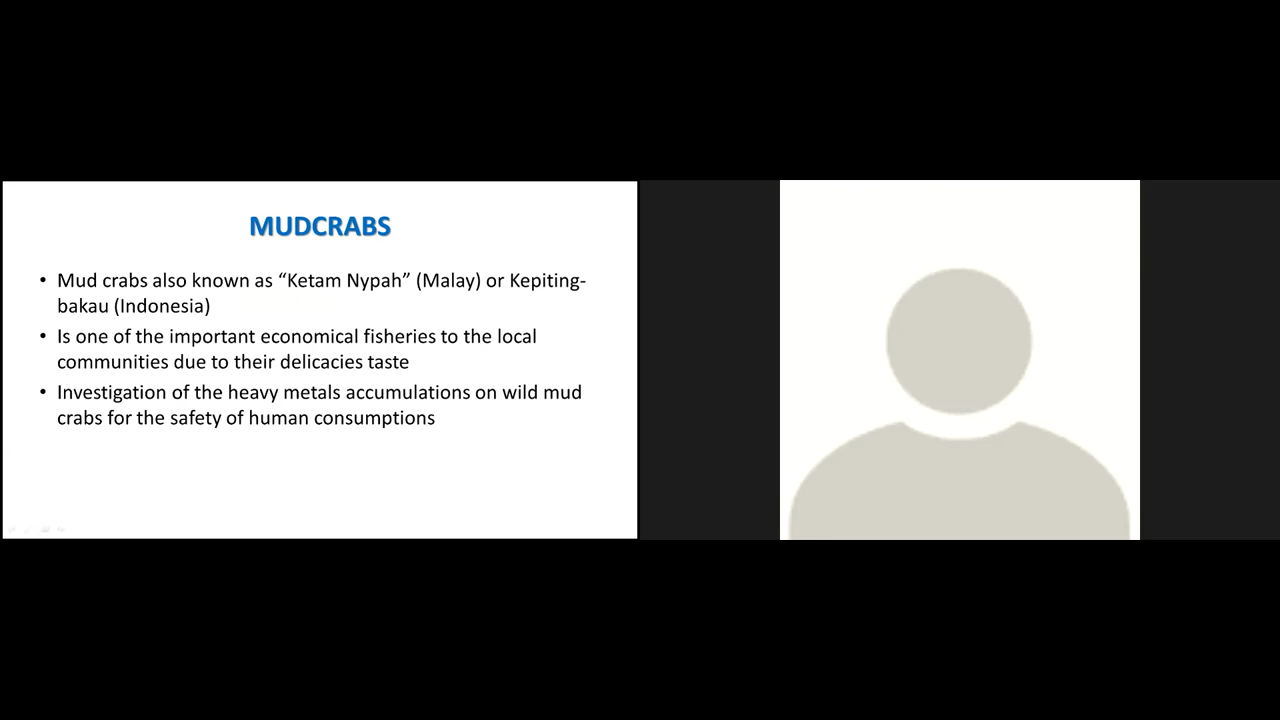 MUDCRABS
• Mud crabs also known as “Ketam Nypah” (Malay) or Kepiting-
bakau (Indonesia)
• Is one of the important economical fisheries to the local
communities due to their delicacies taste
• Investigation of the heavy metals accumulations on wild mud
crabs for the safety of human consumptions